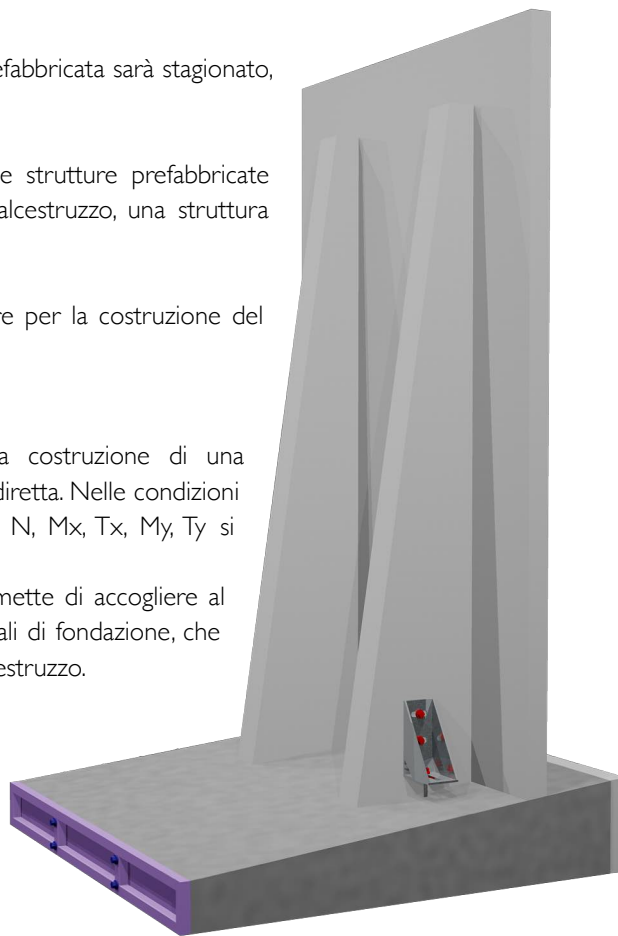 efabbricata sarà stagionato,
e strutture prefabbricate
alcestruzzo, una struttura
re per la costruzione del
a costruzione di una
diretta. Nelle condizioni
N, Mx, Tx, My, Ty si
mette di accogliere al
ali di fondazione, che
estruzzo.